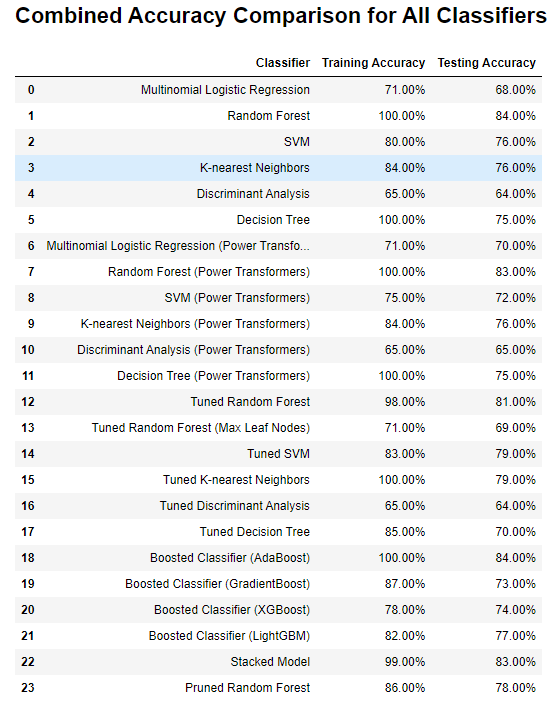 Combined Accuracy Comparison for All Classifiers
Classifier Training Accuracy Testing Accuracy
0 Multinomial Logistic Regression 71.00% 68.00%
1 Random Forest 100.00% 84.00%
2 SVM 80.00% 76.00%
3 K-nearest Neighbors 84.00% 76.00%
4 Discriminant Analysis 65.00% 64.00%
5 Decision Tree 100.00% 75.00%
6 Multinomial Logistic Regression (Power Transfo... 71.00% 70.00%
7 Random Forest (Power Transformers) 100.00% 83.00%
8 SVM (Power Transformers) 75.00% 72.00%
9 K-nearest Neighbors (Power Transformers) 84.00% 76.00%
10 Discriminant Analysis (Power Transformers) 65.00% 65.00%
11 Decision Tree (Power Transformers) 100.00% 75.00%
12 Tuned Random Forest 98.00% 81.00%
13 Tuned Random Forest (Max Leaf Nodes) 71.00% 69.00%
14 Tuned SVM 83.00% 79.00%
15 Tuned K-nearest Neighbors 100.00% 79.00%
16 Tuned Discriminant Analysis 65.00% 64.00%
17 Tuned Decision Tree 85.00% 70.00%
18 Boosted Classifier (AdaBoost) 100.00% 84.00%
19 Boosted Classifier (GradientBoost) 87.00% 73.00%
20 Boosted Classifier (XGBoost) 78.00% 74.00%
21 Boosted Classifier (LightGBM) 82.00% 77.00%
22 Stacked Model 99.00% 83.00%
23 Pruned Random Forest 86.00% 78.00%